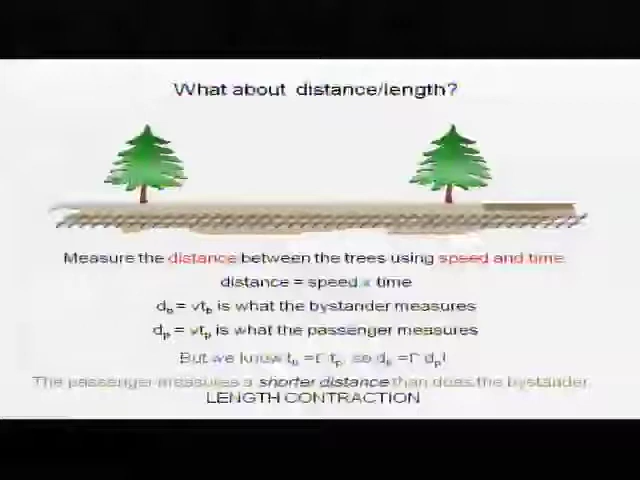 What about distance/length?
Measure the distance between the trees using speed and time
distance = speed x time
d_b = vt_b is what the bystander measures
d_p = vt_p is what the passenger measures
But we know t_b =Γ t_p, so d_b =Γ d_p!
The passenger measures a shorter distance than does the bystander
LENGTH CONTRACTION